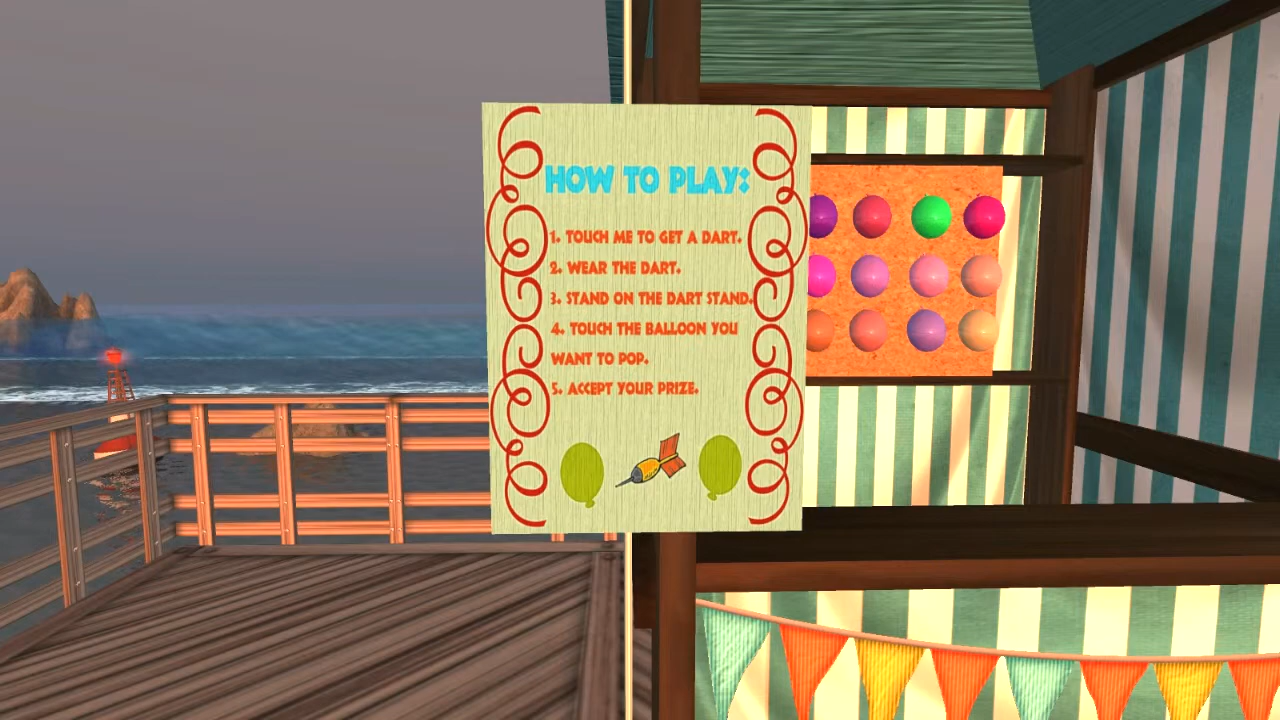 HOW TO PLAY:
1. TOUCH ME TO GET A DART.
2. WEAR THE DART.
3. STAND ON THE DART STAND.
4. TOUCH THE BALLOON YOU
WANT TO POP.
5. ACCEPT YOUR PRIZE.